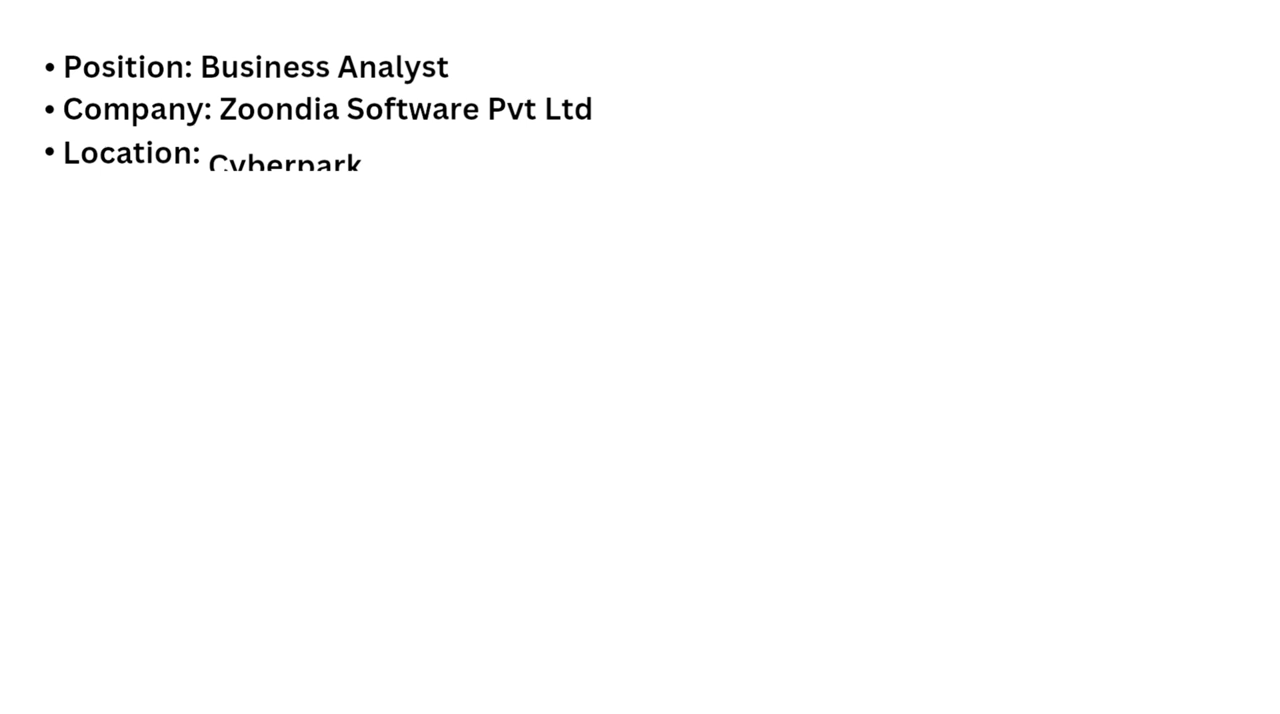 • Position: Business Analyst
• Company: Zoondia Software Pvt Ltd
• Location: Cyberpark